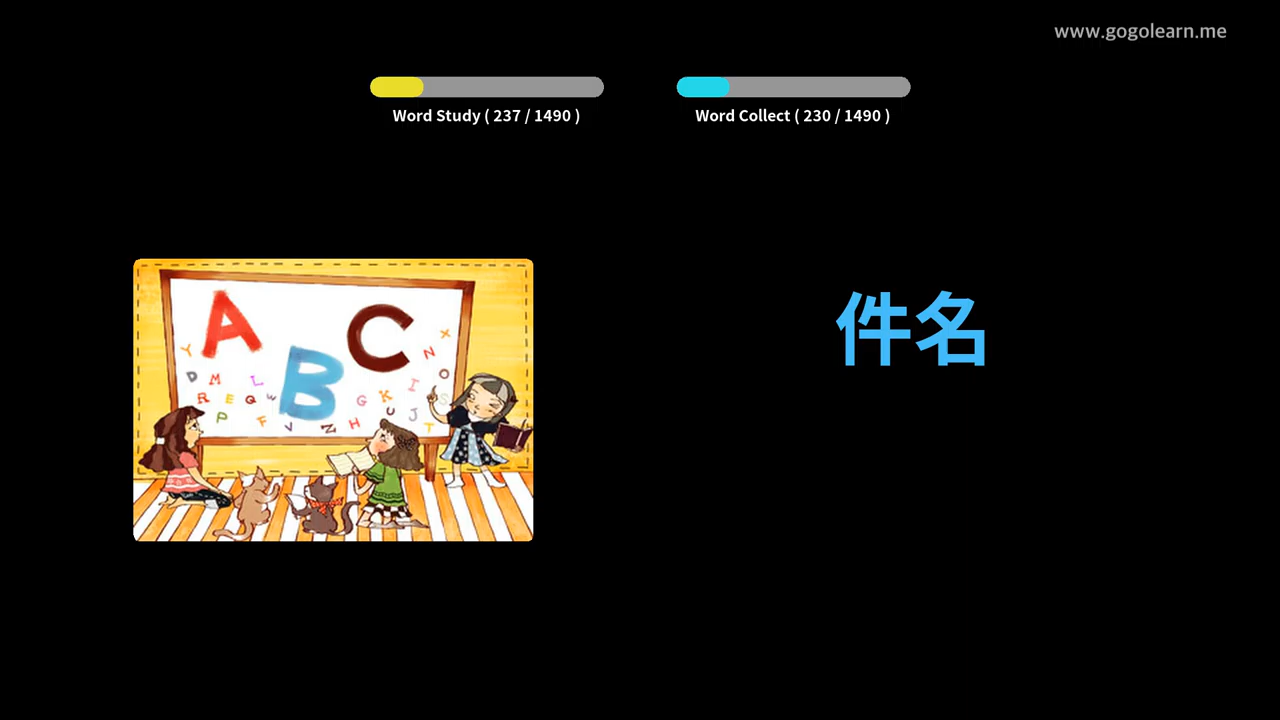 www.gogolearn.me
Word Study ( 237 / 1490 )
Word Collect ( 230 / 1490 )
件名
A
B
C
Y
X
N
D
M
L
O
R
E
Q
W
G
K
I
S
P
F
V
Z
H
U
J
T